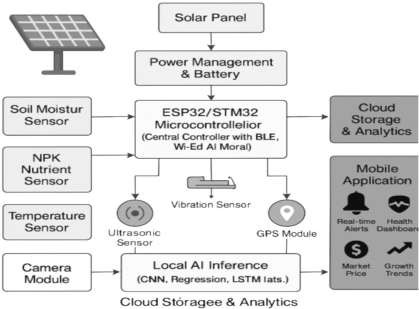 Solar Panel
Power Management
& Battery
Soil Moistur
Sensor
ESP32/STM32
Microcontrollelior
(Central Controller with BLE,
Wi-Ed Al Moral)
Cloud
Storage
& Analytics
NPK
Nutrient
Sensor
Vibration Sensor
Temperature
Sensor
Ultrasonic
Sensor
GPS Module
Mobile
Application
Real-time
Alerts
Health
Dashboard
Market
Price
Growth
Trends
Camera
Module
Local AI Inference
(CNN, Regression, LSTM lats.)
Cloud Stóragee & Analytics